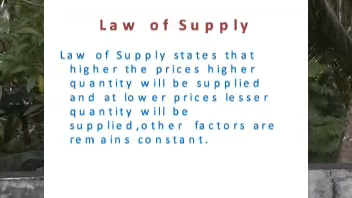 Law of Supply
Law of Supply states that
higher the prices higher
quantity will be supplied
and at lower prices lesser
quantity will be
supplied,other factors are
remains constant.